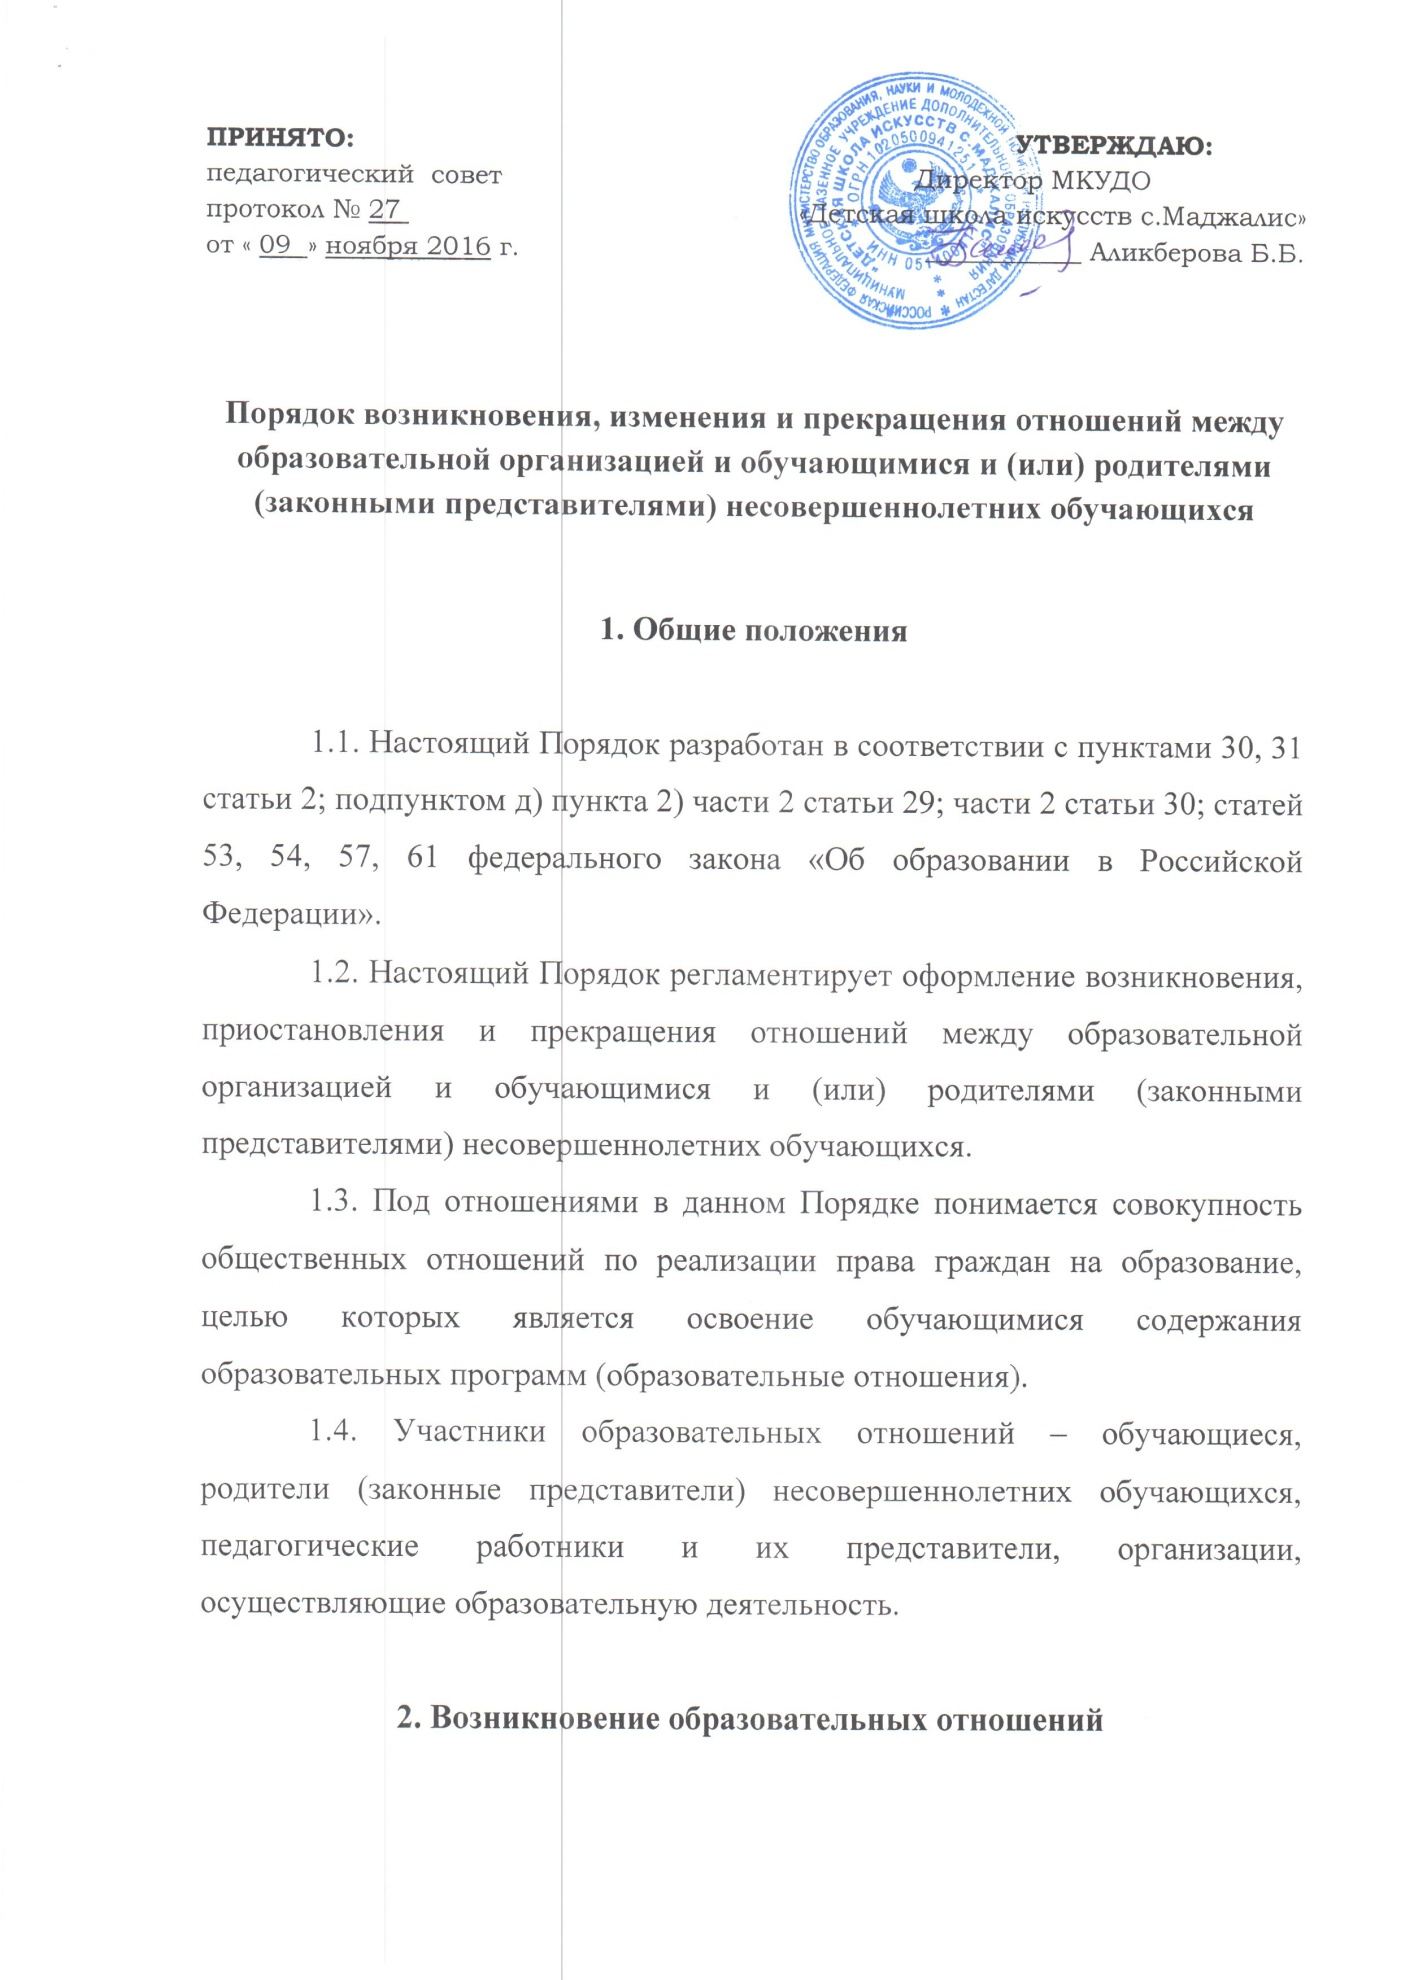 ПРИНЯТО:
педагогический совет
протокол № 27
от « 09 » ноября 2016 г.
УТВЕРЖДАЮ:
Директор МКУДО
«Детская школа искусств с.Маджалис»
Аликберова Б.Б.
Порядок возникновения, изменения и прекращения отношений между
образовательной организацией и обучающимися и (или) родителями
(законными представителями) несовершеннолетних обучающихся
1. Общие положения
1.1. Настоящий Порядок разработан в соответствии с пунктами 30, 31
статьи 2; подпунктом д) пункта 2) части 2 статьи 29; части 2 статьи 30; статей
53, 54, 57, 61 федерального закона «Об образовании в Российской
Федерации».
1.2. Настоящий Порядок регламентирует оформление возникновения,
приостановления и прекращения отношений между образовательной
организацией и обучающимися и (или) родителями (законными
представителями) несовершеннолетних обучающихся.
1.3. Под отношениями в данном Порядке понимается совокупность
общественных отношений по реализации права граждан на образование,
целью которых является освоение обучающимися содержания
образовательных программ (образовательные отношения).
1.4. Участники образовательных отношений – обучающиеся,
родители (законные представители) несовершеннолетних обучающихся,
педагогические работники и их представители, организации,
осуществляющие образовательную деятельность.
2. Возникновение образовательных отношений